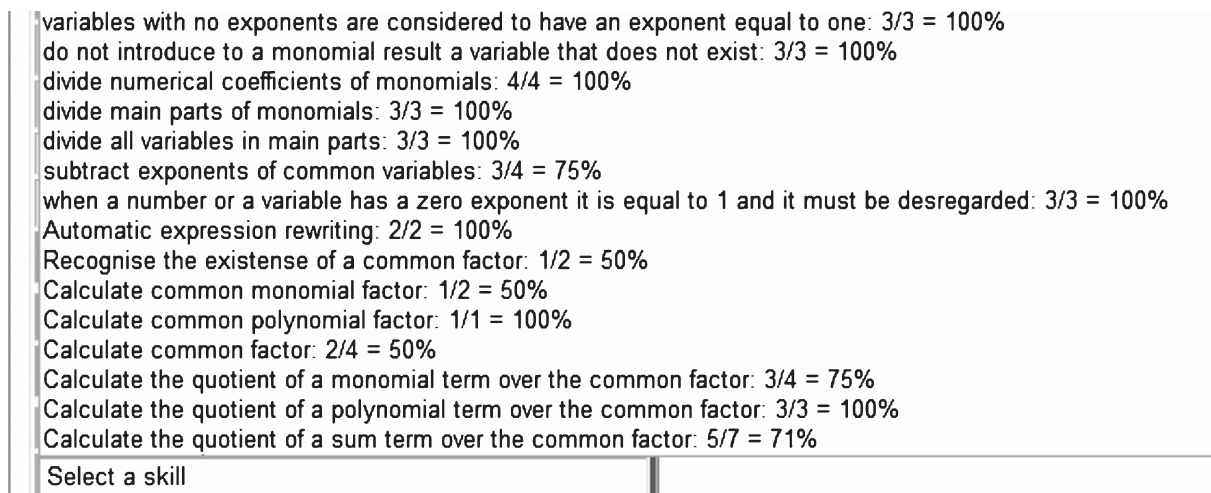 variables with no exponents are considered to have an exponent equal to one: 3/3 = 100%
do not introduce to a monomial result a variable that does not exist: 3/3 = 100%
divide numerical coefficients of monomials: 4/4 = 100%
divide main parts of monomials: 3/3 = 100%
divide all variables in main parts: 3/3 = 100%
subtract exponents of common variables: 3/4 = 75%
when a number or a variable has a zero exponent it is equal to 1 and it must be desregarded: 3/3 = 100%
Automatic expression rewriting: 2/2 = 100%
Recognise the existense of a common factor: 1/2 = 50%
Calculate common monomial factor: 1/2 = 50%
Calculate common polynomial factor: 1/1 = 100%
Calculate common factor: 2/4 = 50%
Calculate the quotient of a monomial term over the common factor: 3/4 = 75%
Calculate the quotient of a polynomial term over the common factor: 3/3 = 100%
Calculate the quotient of a sum term over the common factor: 5/7 = 71%
Select a skill